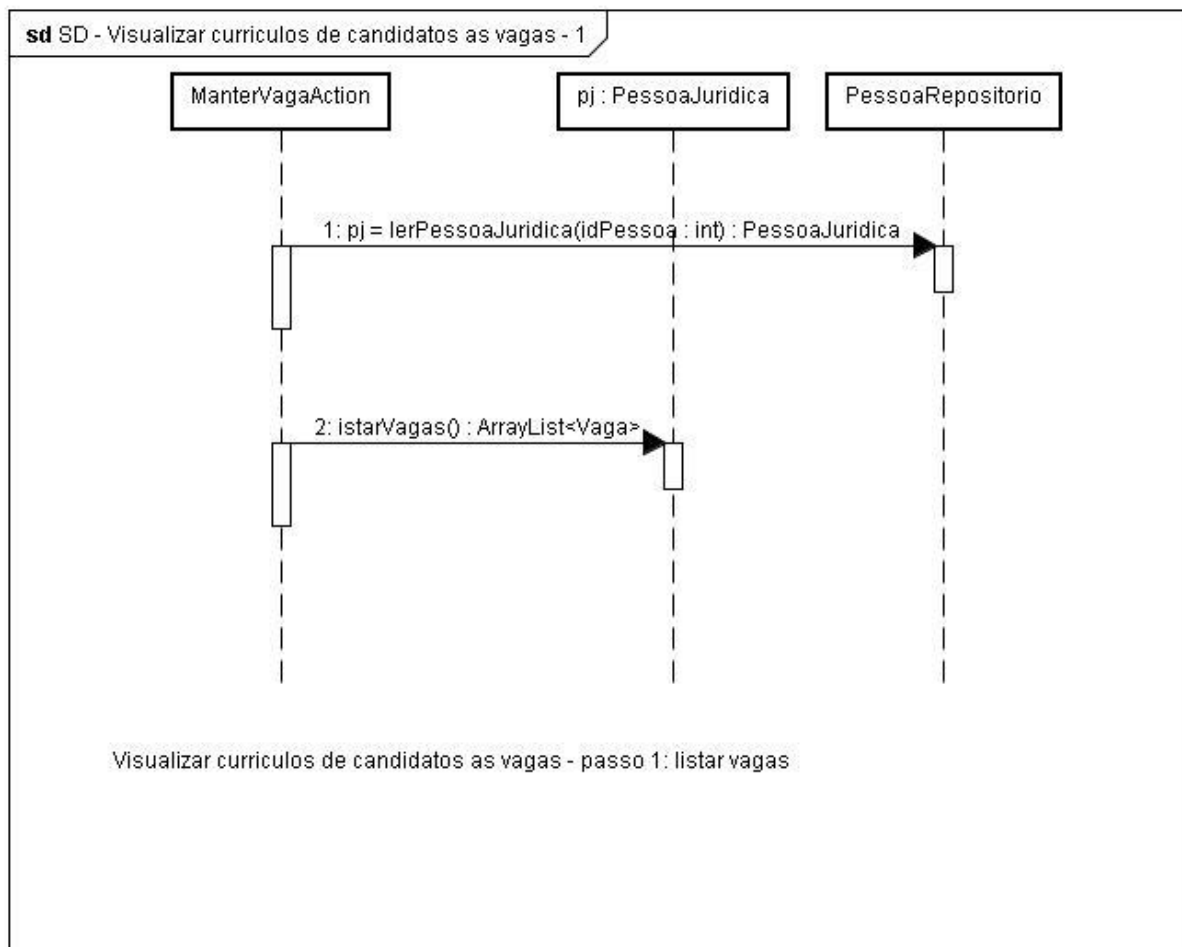 sd SD - Visualizar curriculos de candidatos as vagas - 1
ManterVagaAction
pj : PessoaJuridica
PessoaRepositorio
1: pj = lerPessoaJuridica(idPessoa : int) : PessoaJuridica
2: istarVagas() : ArrayList<Vaga>
Visualizar curriculos de candidatos as vagas - passo 1: listar vagas